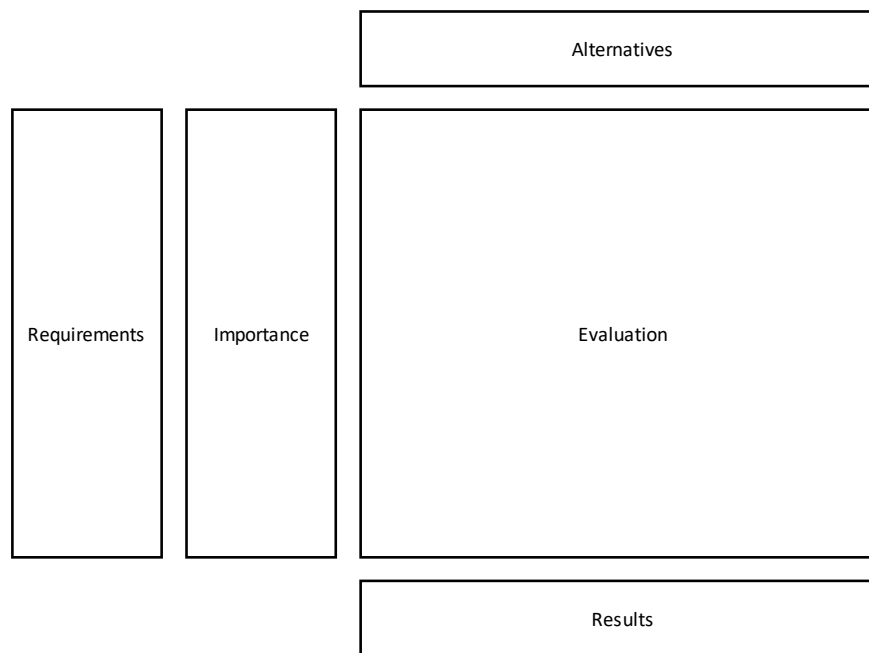 Alternatives
Requirements
Importance
Evaluation
Results